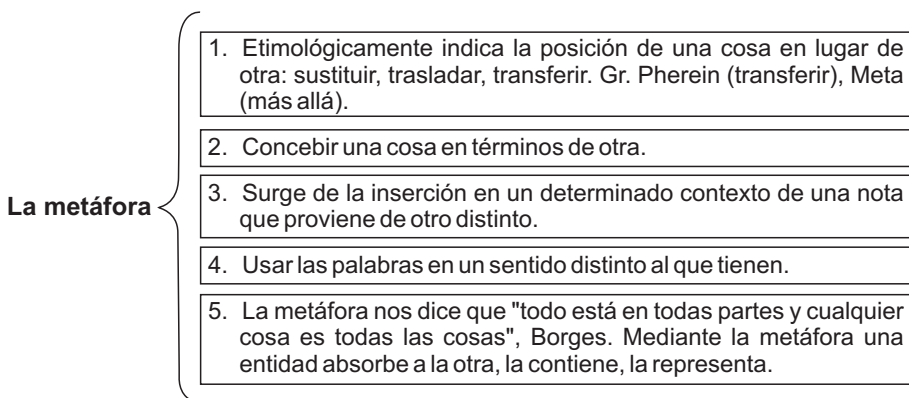 La metáfora
1. Etimológicamente indica la posición de una cosa en lugar de
otra: sustituir, trasladar, transferir. Gr. Pherein (transferir), Meta
(más allá).
2. Concebir una cosa en términos de otra.
3. Surge de la inserción en un determinado contexto de una nota
que proviene de otro distinto.
4. Usar las palabras en un sentido distinto al que tienen.
5. La metáfora nos dice que "todo está en todas partes y cualquier
cosa es todas las cosas", Borges. Mediante la metáfora una
entidad absorbe a la otra, la contiene, la representa.